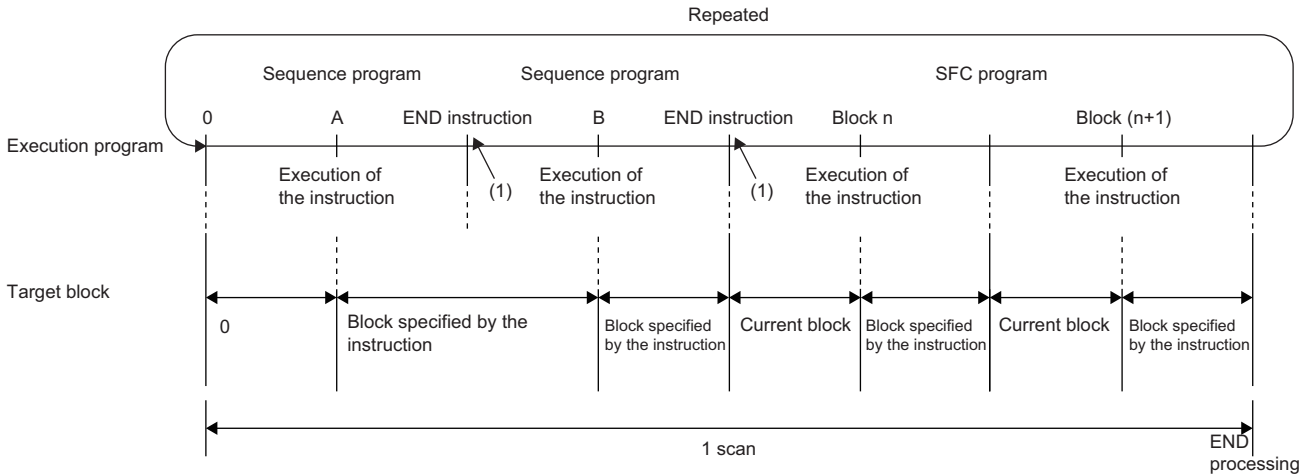 Repeated
Sequence program
Sequence program
SFC program
0
A
END instruction
B
END instruction
Block n
Block (n+1)
Execution program
Execution of
the instruction
(1)
Execution of
the instruction
(1)
Execution of
the instruction
Execution of
the instruction
Target block
0
Block specified by the
instruction
Block specified
by the instruction
Current block
Block specified
by the instruction
Current block
Block specified
by the instruction
1 scan
END
processing